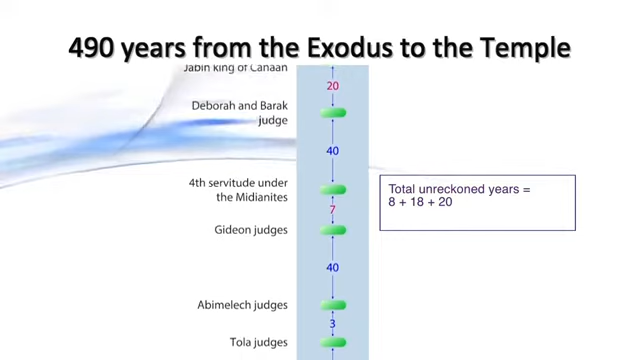 490 years from the Exodus to the Temple
Jabin king of Canaan
20
Deborah and Barak
judge
40
4th servitude under
the Midianites
7
Gideon judges
40
Abimelech judges
3
Tola judges
Total unreckoned years =
8 + 18 + 20